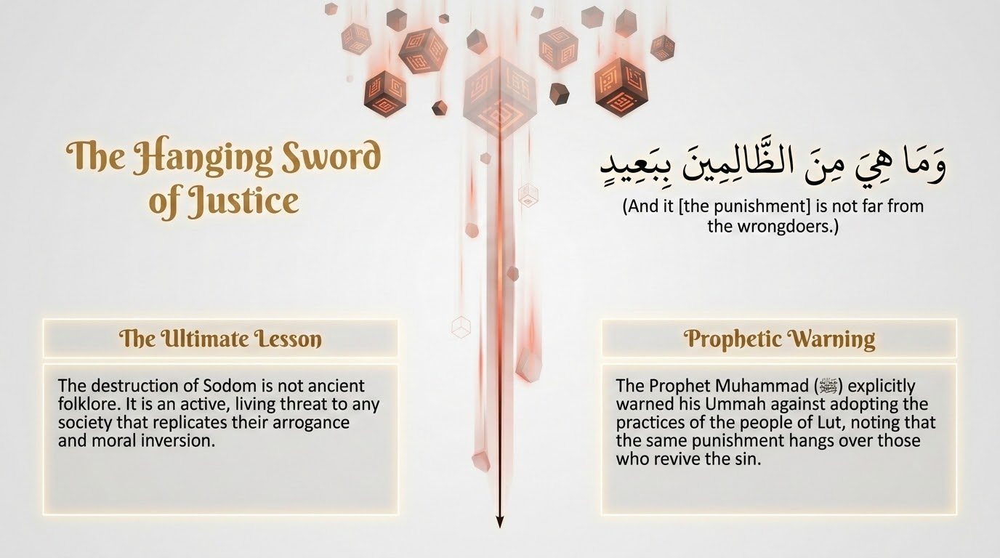 The Hanging Sword
of Justice
وَمَا هِيَ مِنَ الظَّالِمِينَ بِبَعِيدٍ
(And it [the punishment] is not far from
the wrongdoers.)
The Ultimate Lesson
The destruction of Sodom is not ancient
folklore. It is an active, living threat to any
society that replicates their arrogance
and moral inversion.
Prophetic Warning
The Prophet Muhammad (ﷺ) explicitly
warned his Ummah against adopting the
practices of the people of Lut, noting that
the same punishment hangs over those
who revive the sin.